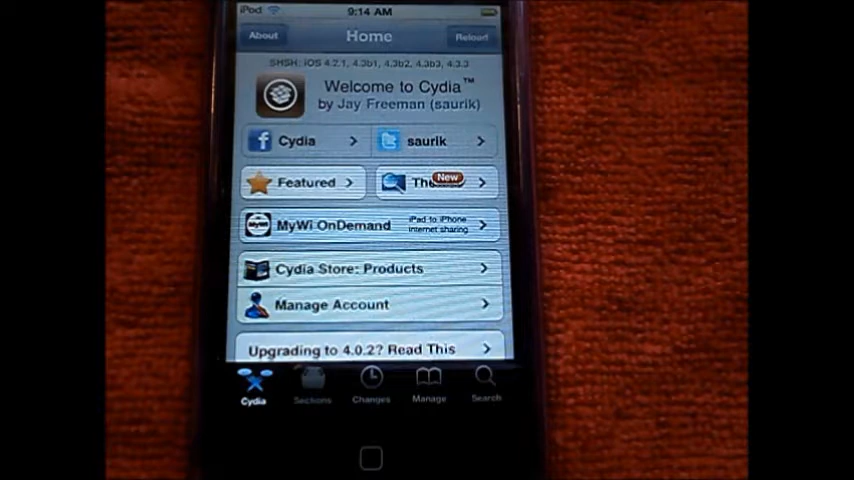 iPod 9:14 AM
About Home Reload
SHSH: iOS 4.2.1, 4.3b1, 4.3b2, 4.3b3, 4.3.3
Welcome to Cydia™
by Jay Freeman (saurik)
Cydia saurik
Featured New
MyWi OnDemand iPad to iPhone
internet sharing
Cydia Store: Products
Manage Account
Upgrading to 4.0.2? Read This
Cydia Sections Changes Manage Search